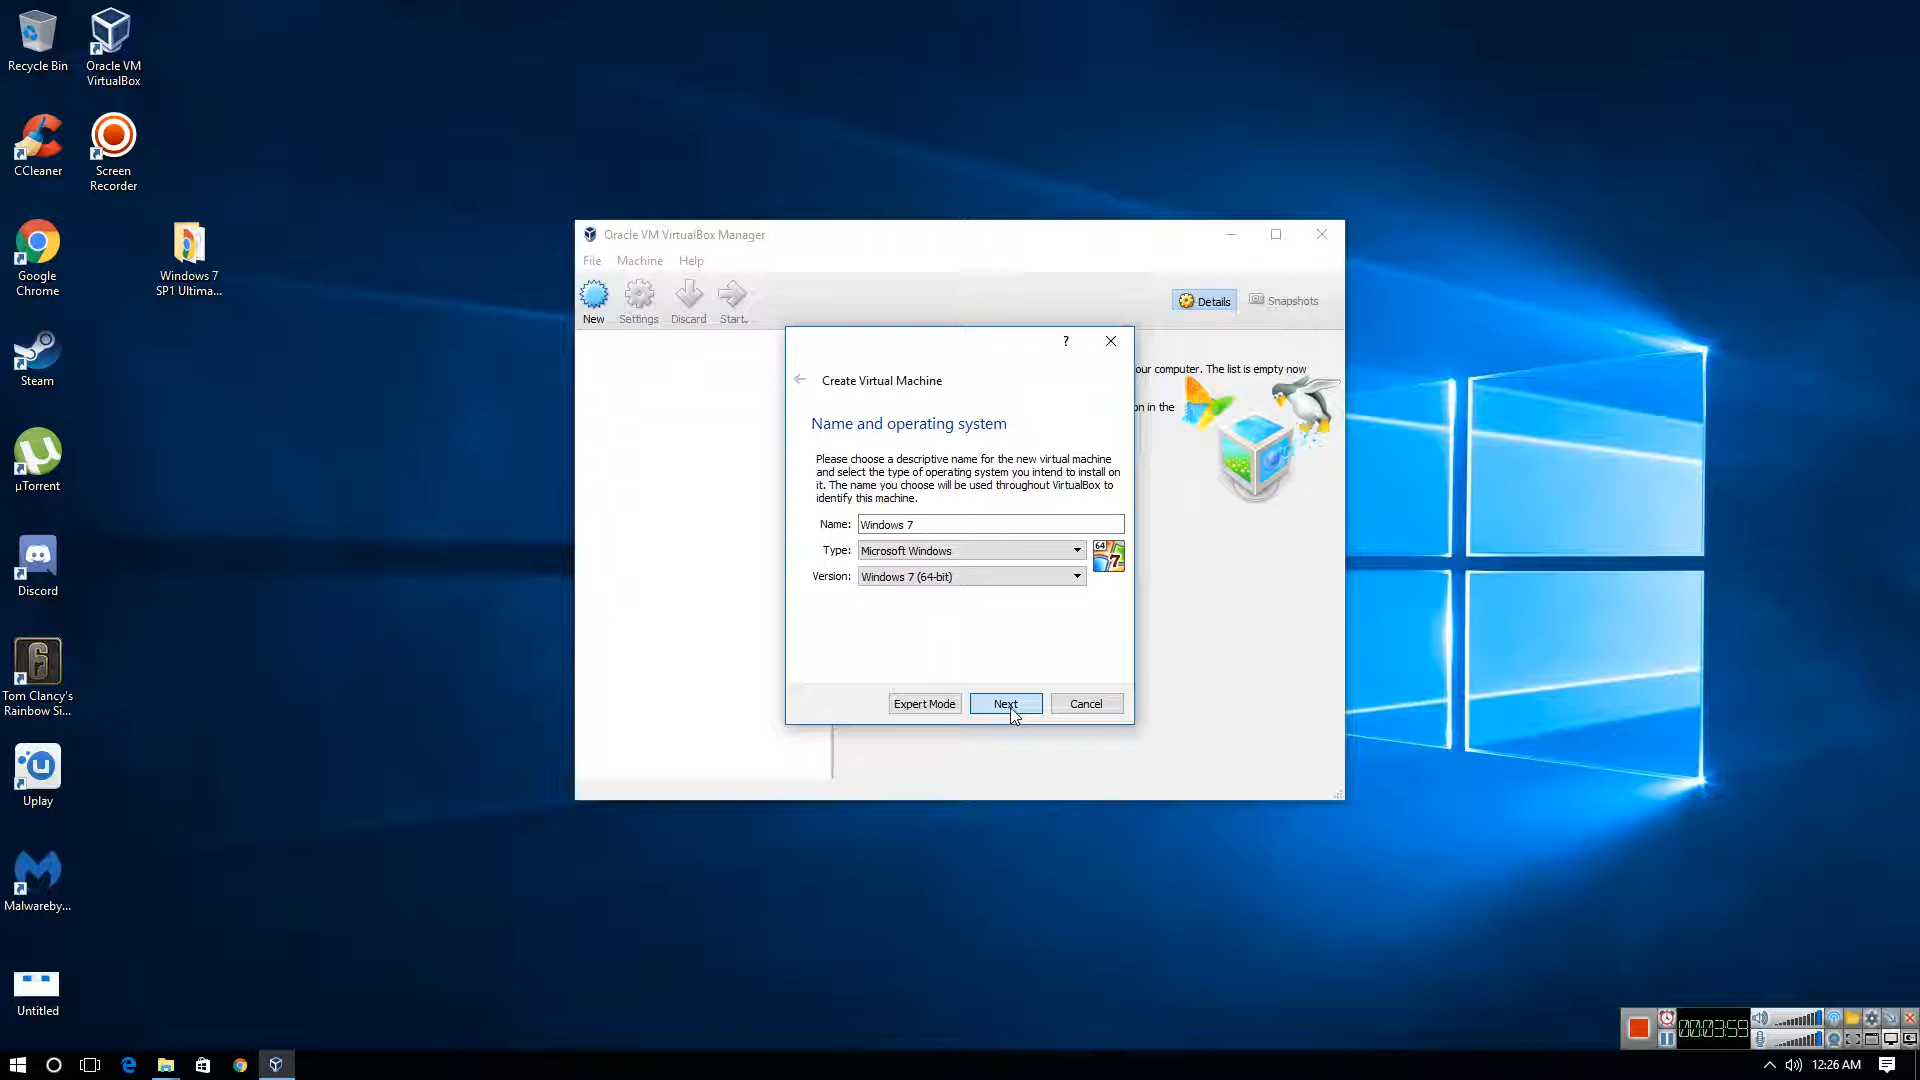 Recycle Bin
Oracle VM
VirtualBox
CCleaner
Screen
Recorder
Google
Chrome
Windows 7
SP1 Ultima...
Steam
µTorrent
Discord
Tom Clancy's
Rainbow Si...
Uplay
Malwareby...
Untitled
Oracle VM VirtualBox Manager
File Machine Help
New Settings Discard Start
Details Snapshots
our computer. The list is empty now
on in the
?
Create Virtual Machine
Name and operating system
Please choose a descriptive name for the new virtual machine
and select the type of operating system you intend to install on
it. The name you choose will be used throughout VirtualBox to
identify this machine.
Name: Windows 7
Type: Microsoft Windows
64
7
Version: Windows 7 (64-bit)
Expert Mode Next Cancel
00:03:59
12:26 AM